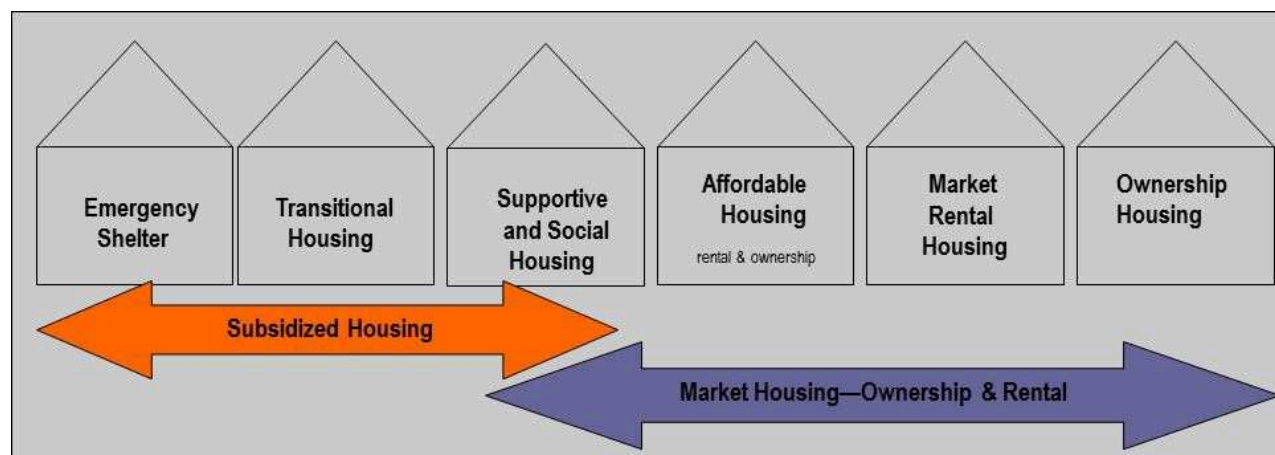 Emergency
Shelter
Transitional
Housing
Supportive
and Social
Housing
Affordable
Housing
rental & ownership
Market
Rental
Housing
Ownership
Housing
Subsidized Housing
Market Housing—Ownership & Rental